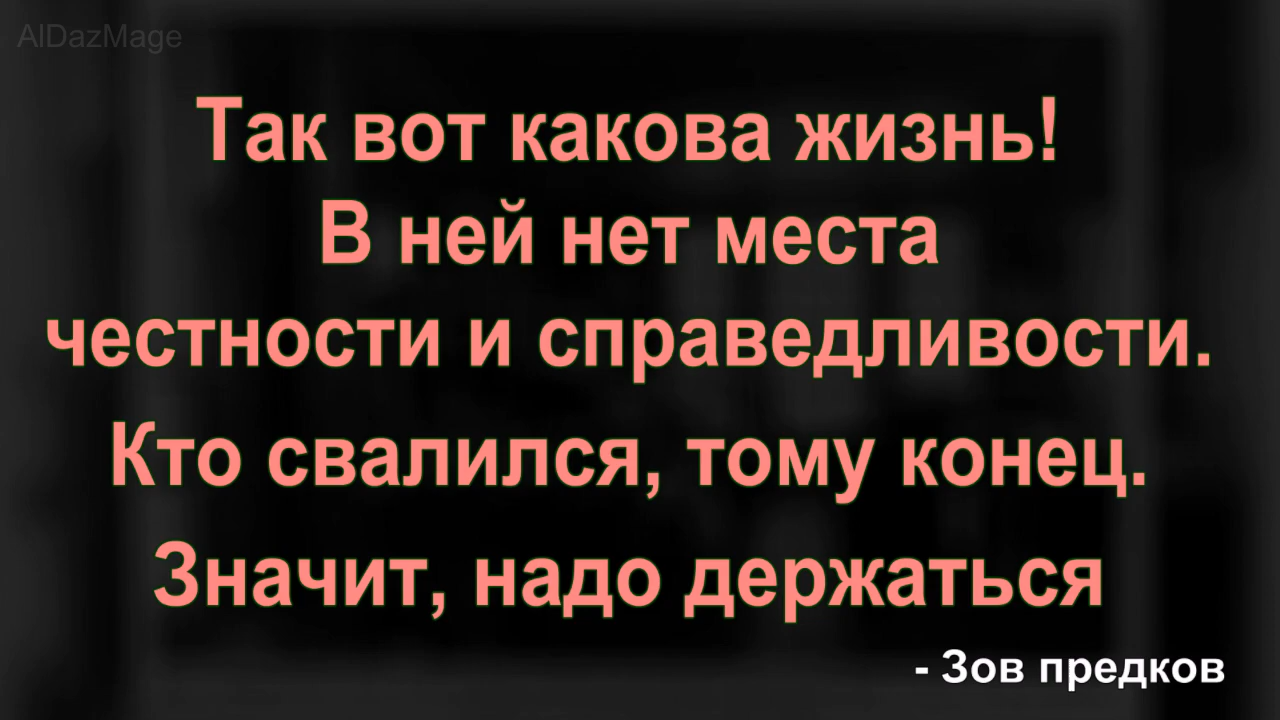 AIDazMage
Так вот какова жизнь!
В ней нет места
честности и справедливости.
Кто свалился, тому конец.
Значит, надо держаться
- Зов предков